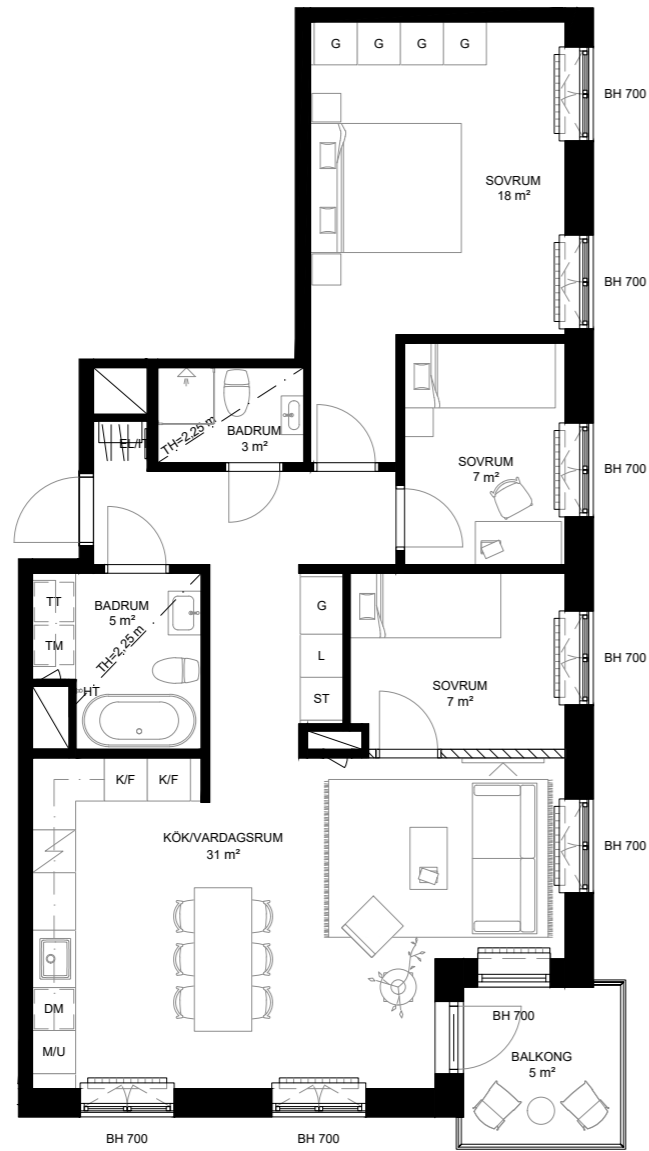 G G G G
BH 700
SOVRUM
18 m²
BH 700
BADRUM
3 m²
TH=2,25 m
SOVRUM
7 m²
BH 700
TT
BADRUM
5 m²
TM
TH=2,25 m
HT
G
L
ST
SOVRUM
7 m²
BH 700
K/F K/F
KÖK/VARDAGSRUM
31 m²
BH 700
DM
M/U
BH 700
BALKONG
5 m²
BH 700
BH 700